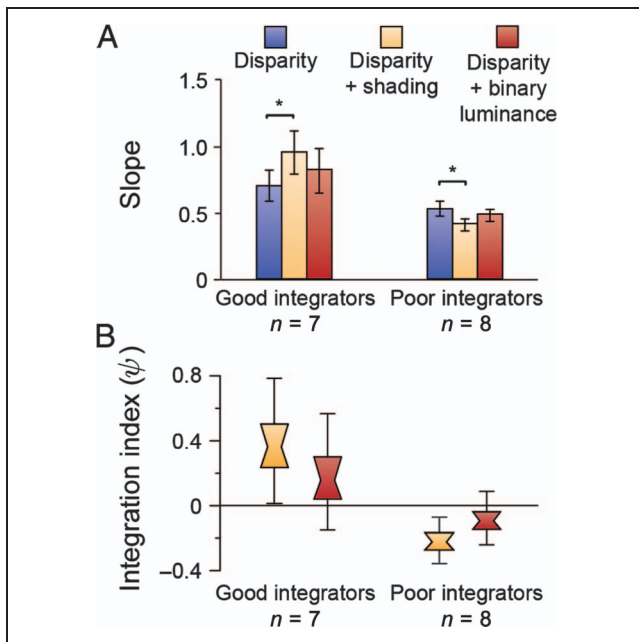 A
Disparity
Disparity
+ shading
Disparity
+ binary
luminance
Slope
1.5
1.0
0.5
0
*
*
Good integrators
n = 7
Poor integrators
n = 8
B
Integration index (ψ)
0.8
0.4
0
−0.4
Good integrators
n = 7
Poor integrators
n = 8